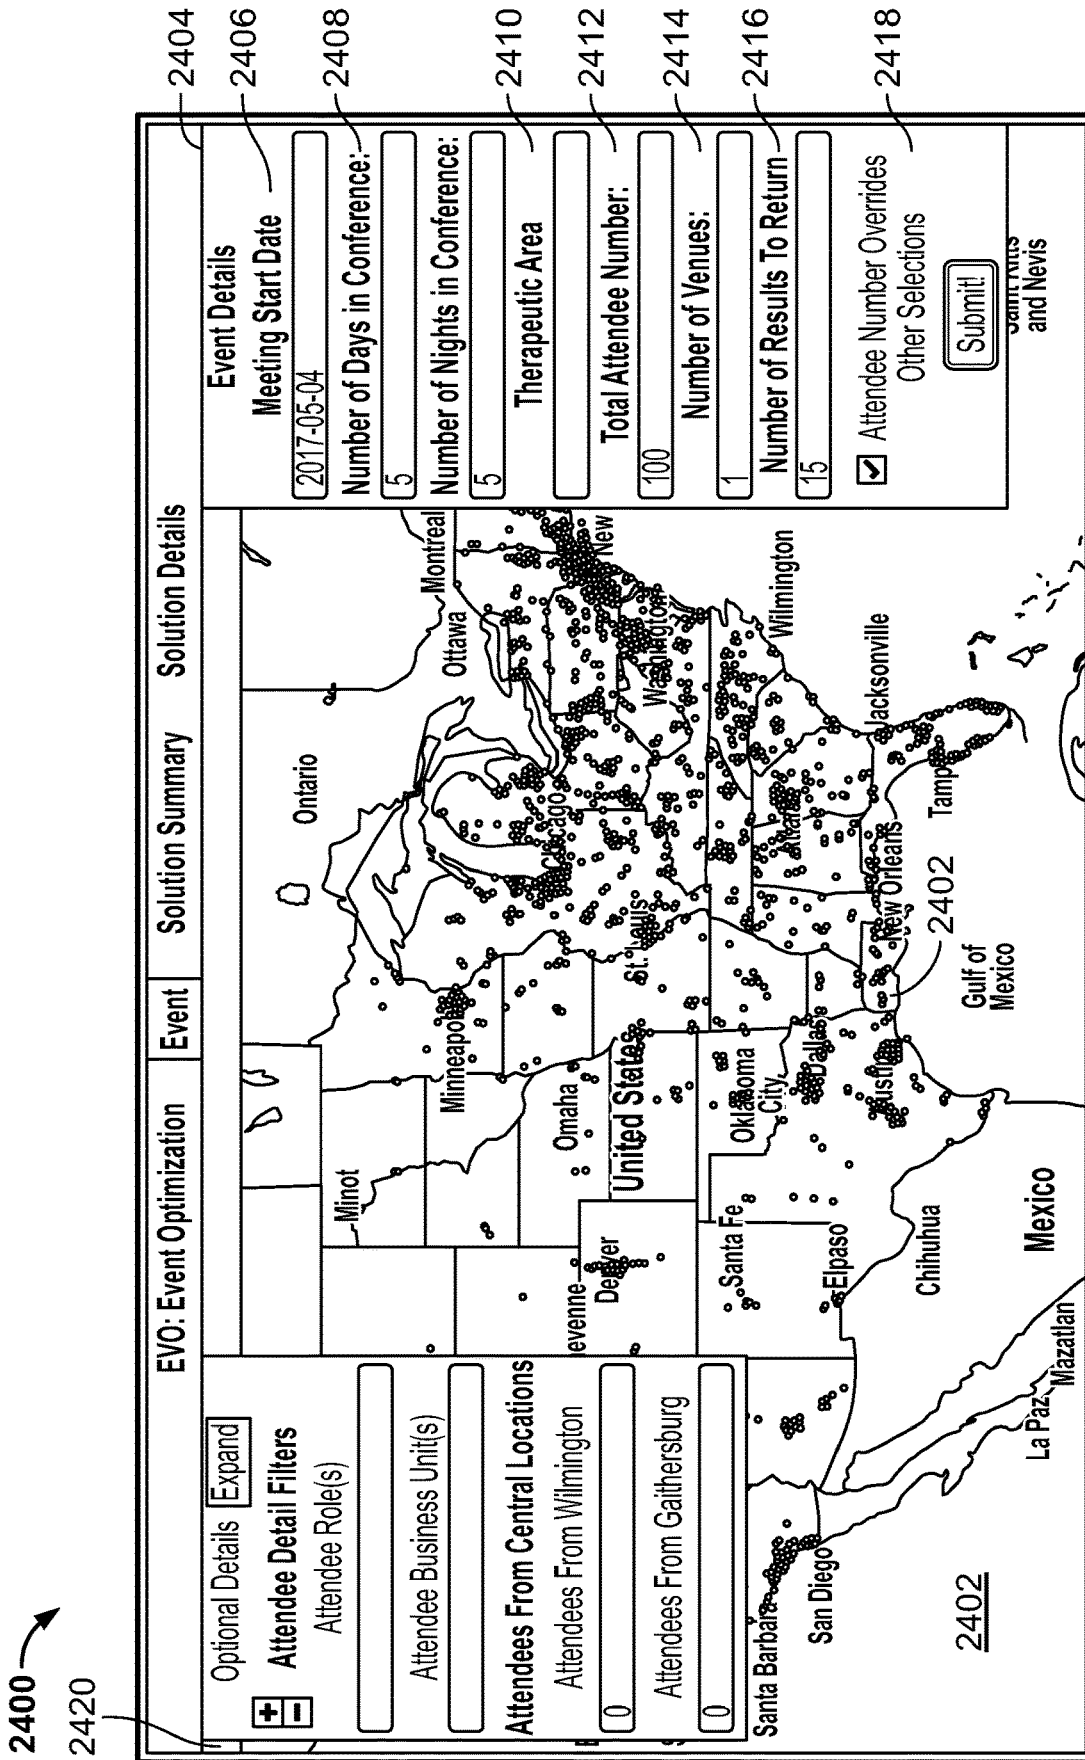 2400
2420
EVO: Event Optimization
Event
Solution Summary
Solution Details
2404
Optional Details
Expand
+
-
Attendee Detail Filters
Attendee Role(s)
Attendee Business Unit(s)
Attendees From Central Locations
Attendees From Wilmington
0
Attendees From Gaithersburg
0
Event Details
Meeting Start Date
2406
2017-05-04
Number of Days in Conference:
2408
5
Number of Nights in Conference:
5
Therapeutic Area
2410
Total Attendee Number:
2412
100
Number of Venues:
2414
1
Number of Results To Return
2416
15
Attendee Number Overrides
Other Selections
2418
Submit!
Saint Kitts
and Nevis
Ontario
Minot
Ottawa
Montreal
Minneapol
Omaha
Chicago
New
United States
St. Louis
Washington
evenne
Denver
Santa Fe
Oklahoma
City
Wilmington
Elpaso
Dallas
Atlan
Austin
Jacksonville
New Orleans
Tamp
Chihuahua
Gulf of
Mexico
2402
Mexico
Santa Barbara
San Diego
La Paz
Mazatlan
2402